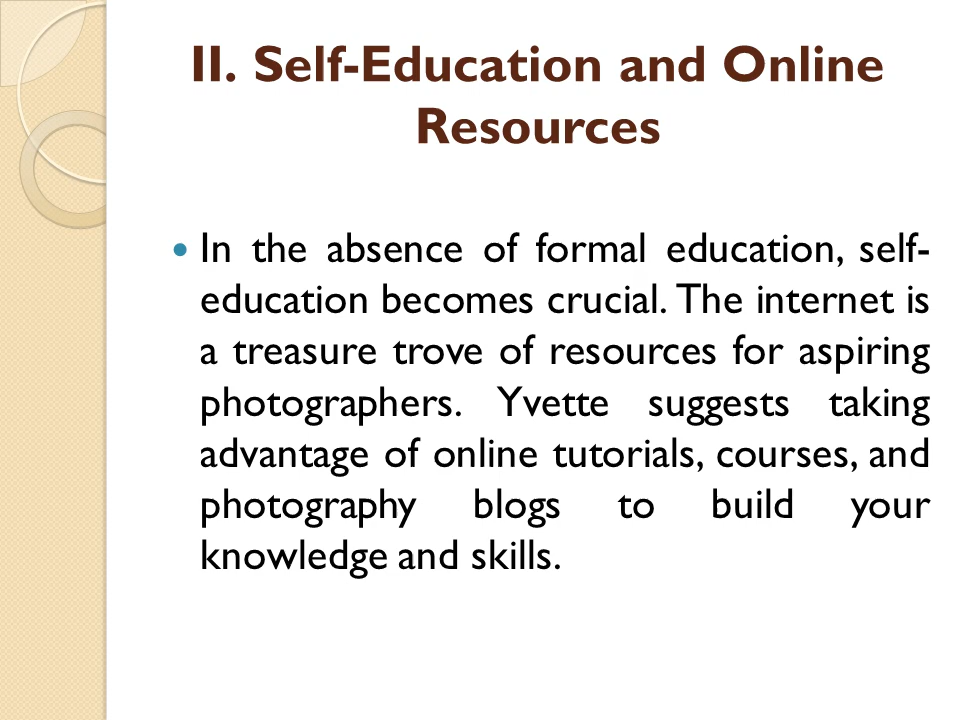 II. Self-Education and Online
Resources
• In the absence of formal education, self-
education becomes crucial. The internet is
a treasure trove of resources for aspiring
photographers. Yvette suggests taking
advantage of online tutorials, courses, and
photography blogs to build your
knowledge and skills.